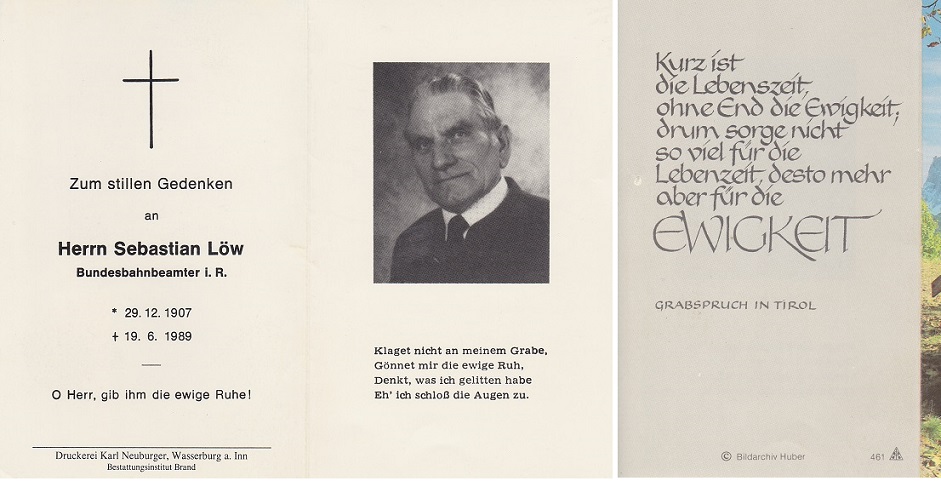 Zum stillen Gedenken
an
Herrn Sebastian Löw
Bundesbahnbeamter i. R.
* 29. 12. 1907
† 19. 6. 1989
O Herr, gib ihm die ewige Ruhe!
Druckerei Karl Neuburger, Wasserburg a. Inn
Bestattungsinstitut Brand
Klaget nicht an meinem Grabe,
Gönnet mir die ewige Ruh,
Denkt, was ich gelitten habe
Eh' ich schloß die Augen zu.
Kurz ist
die Lebenszeit,
ohne End die Ewigkeit;
drum sorge nicht
so viel für die
Lebenzeit, desto mehr
aber für die
EWIGKEIT
GRABSPRUCH IN TIROL
© Bildarchiv Huber 461